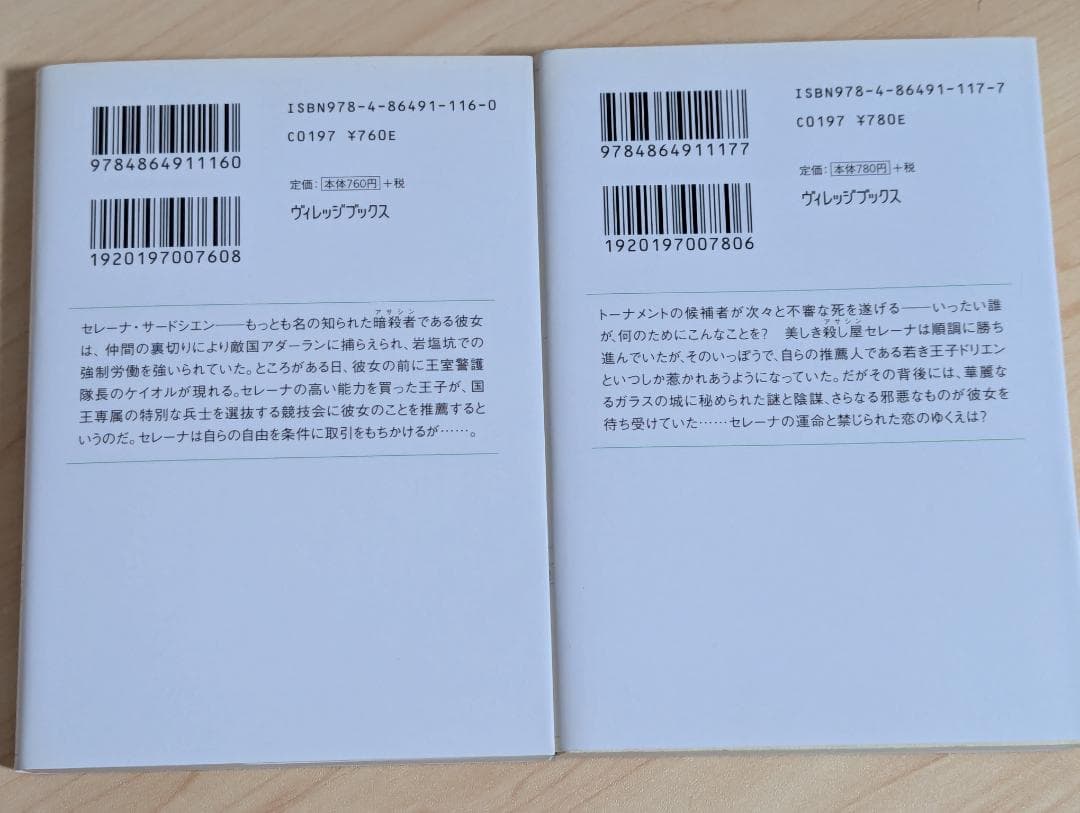 ISBN978-4-86491-116-0
C0197 ¥760E
9784864911160
定価：本体760円＋税
ヴィレッジブックス
1920197007608
セレーナ・サードシエン――もっとも名の知られた暗殺者である彼女
アサシン
は、仲間の裏切りにより敵国アダーランに捕らえられ、岩塩坑での
強制労働を強いられていた。ところがある日、彼女の前に王室警護
隊長のケイオルが現れる。セレーナの高い能力を買った王子が、国
王専属の特別な兵士を選抜する競技会に彼女のことを推薦すると
いうのだ。セレーナは自らの自由を条件に取引をもちかけるが……。
ISBN978-4-86491-117-7
C0197 ¥780E
9784864911177
定価：本体780円＋税
ヴィレッジブックス
1920197007806
トーナメントの候補者が次々と不審な死を遂げる――いったい誰
が、何のためにこんなことを？　美しき殺し屋セレーナは順調に勝ち
アサシン
進んでいたが、そのいっぽうで、自らの推薦人である若き王子ドリエン
といつしか惹かれあうようになっていた。だがその背後には、華麗な
るガラスの城に秘められた謎と陰謀、さらなる邪悪なものが彼女を
待ち受けていた……セレーナの運命と禁じられた恋のゆくえは？